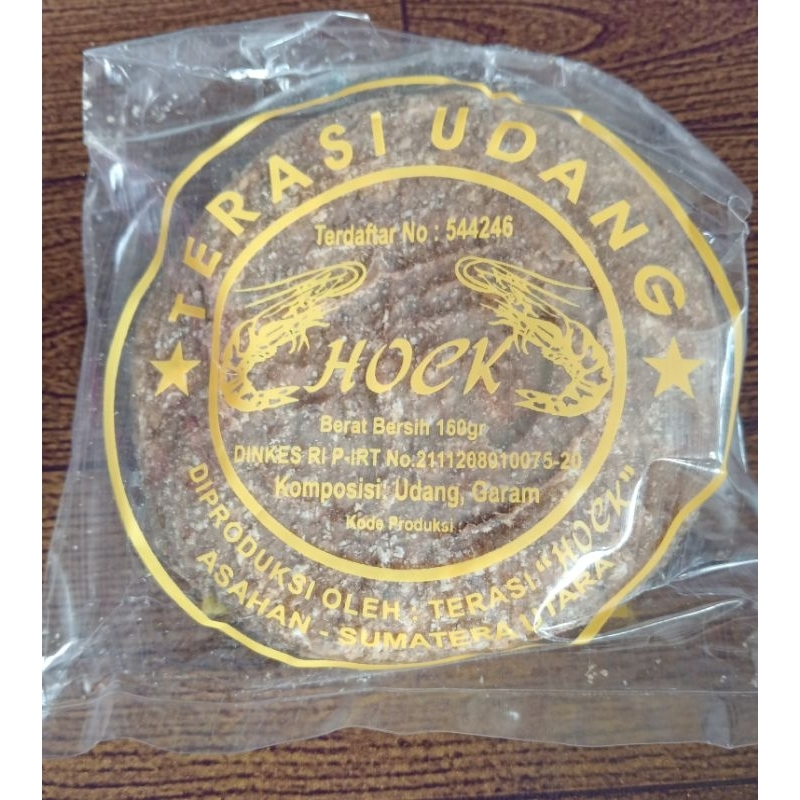 TERASI UDANG
Terdaftar No : 544246
HOCK
Berat Bersih 160gr
DINKES RI P-IRT No:2111208010075-20
Komposisi: Udang, Garam
Kode Produksi :
DIPRODUKSI OLEH : TERASI "HOCK"
ASAHAN - SUMATERA UTARA